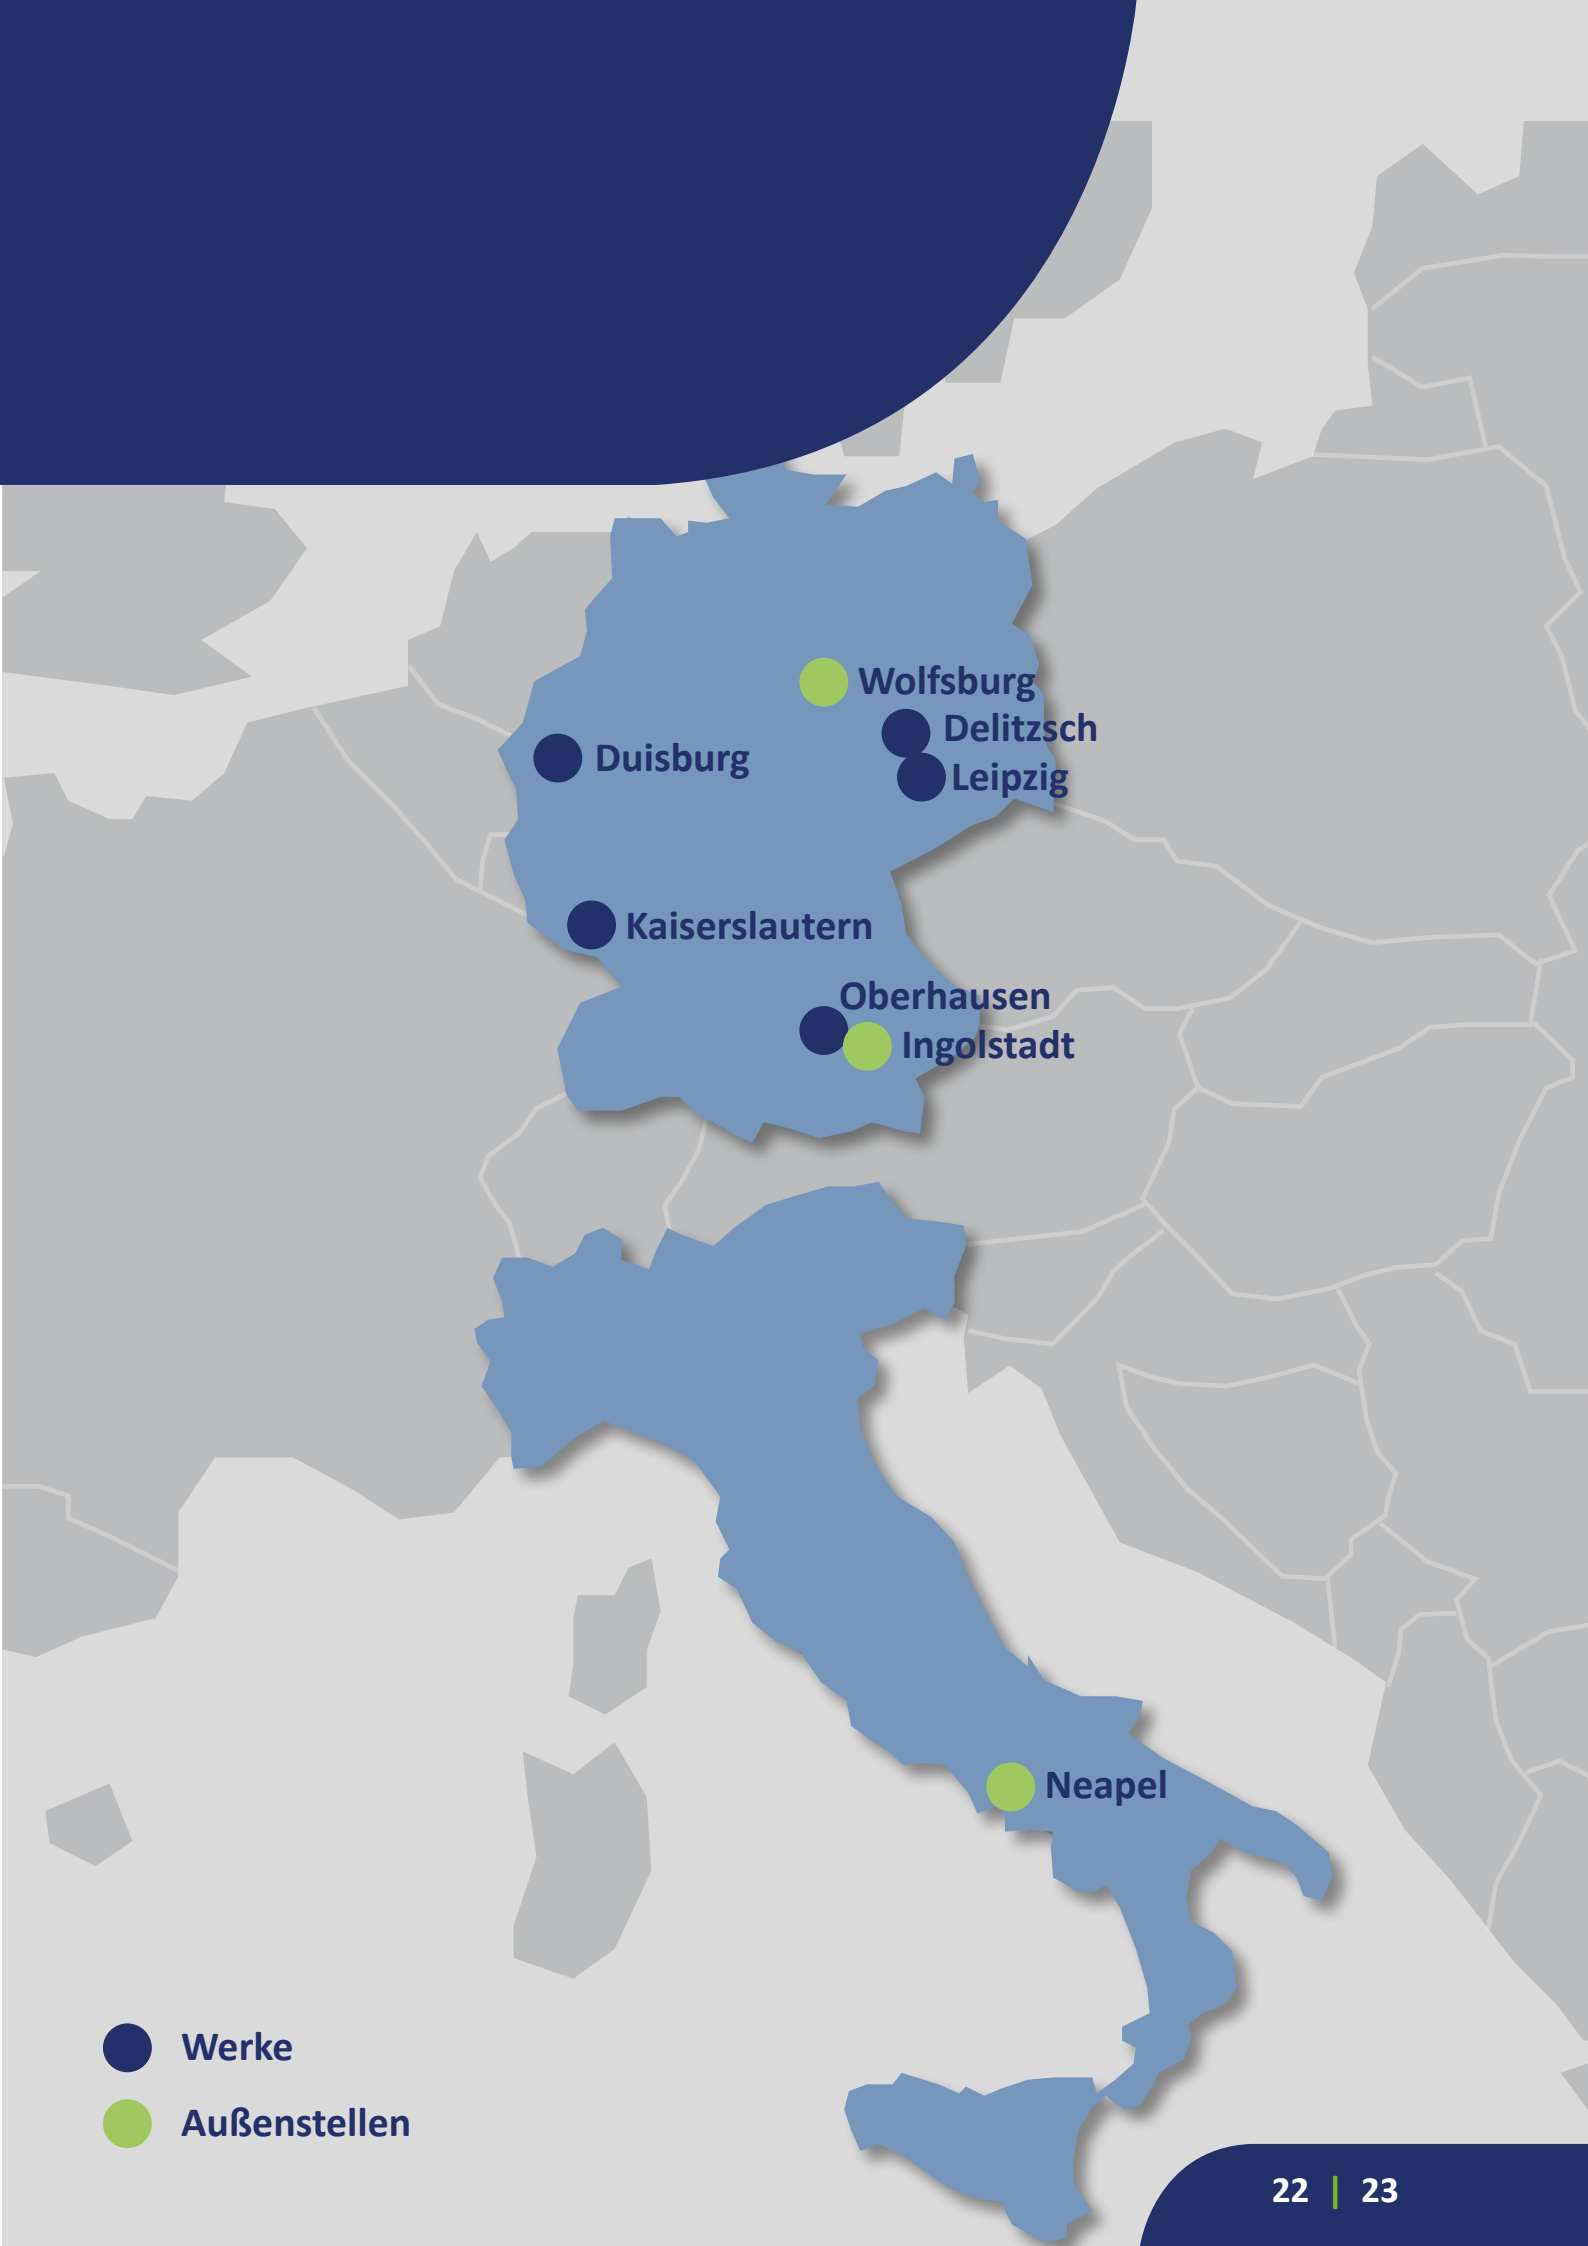 Wolfsburg
Delitzsch
Duisburg
Leipzig
Kaiserslautern
Oberhausen
Ingolstadt
Neapel
Werke
Außenstellen
22 | 23